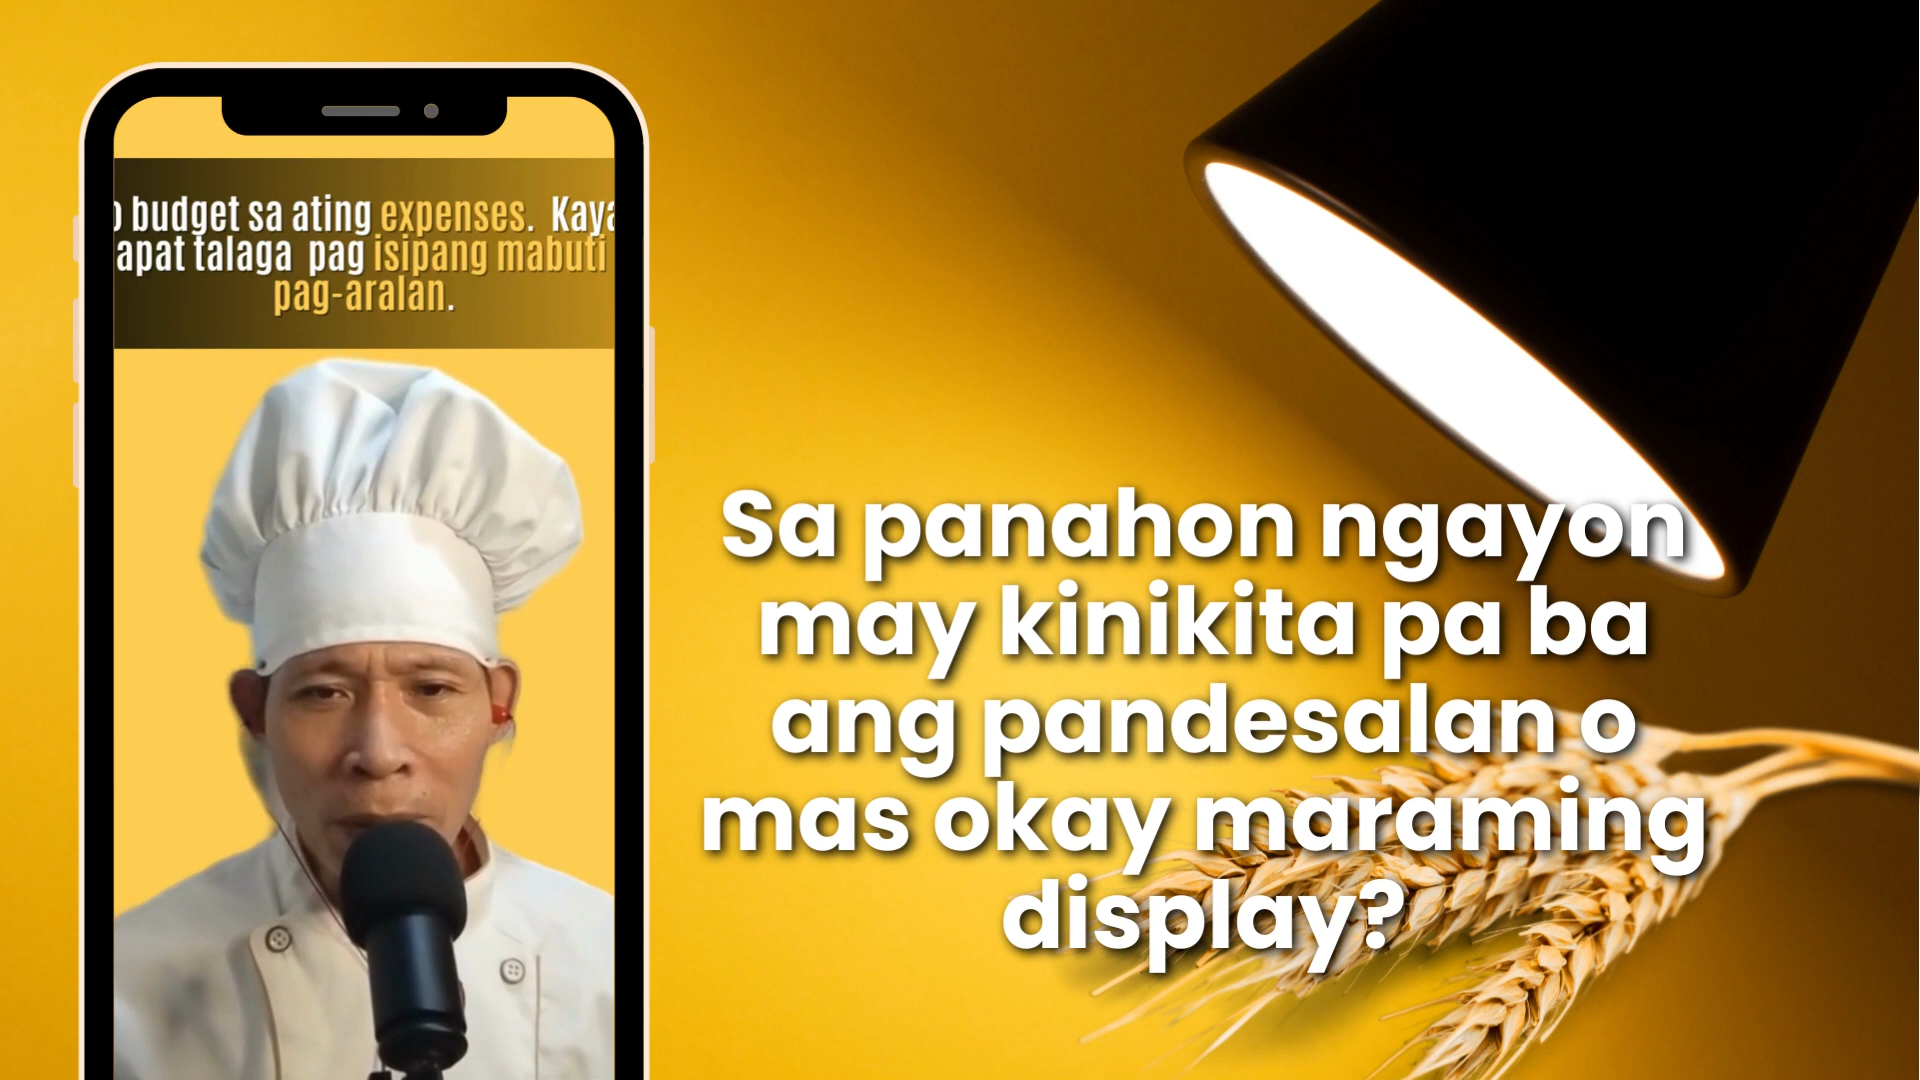 budget sa ating expenses. Kaya
apat talaga pag isipang mabuti
pag-aralan.
Sa panahon ngayon
may kinikita pa ba
ang pandesalan o
mas okay maraming
display?